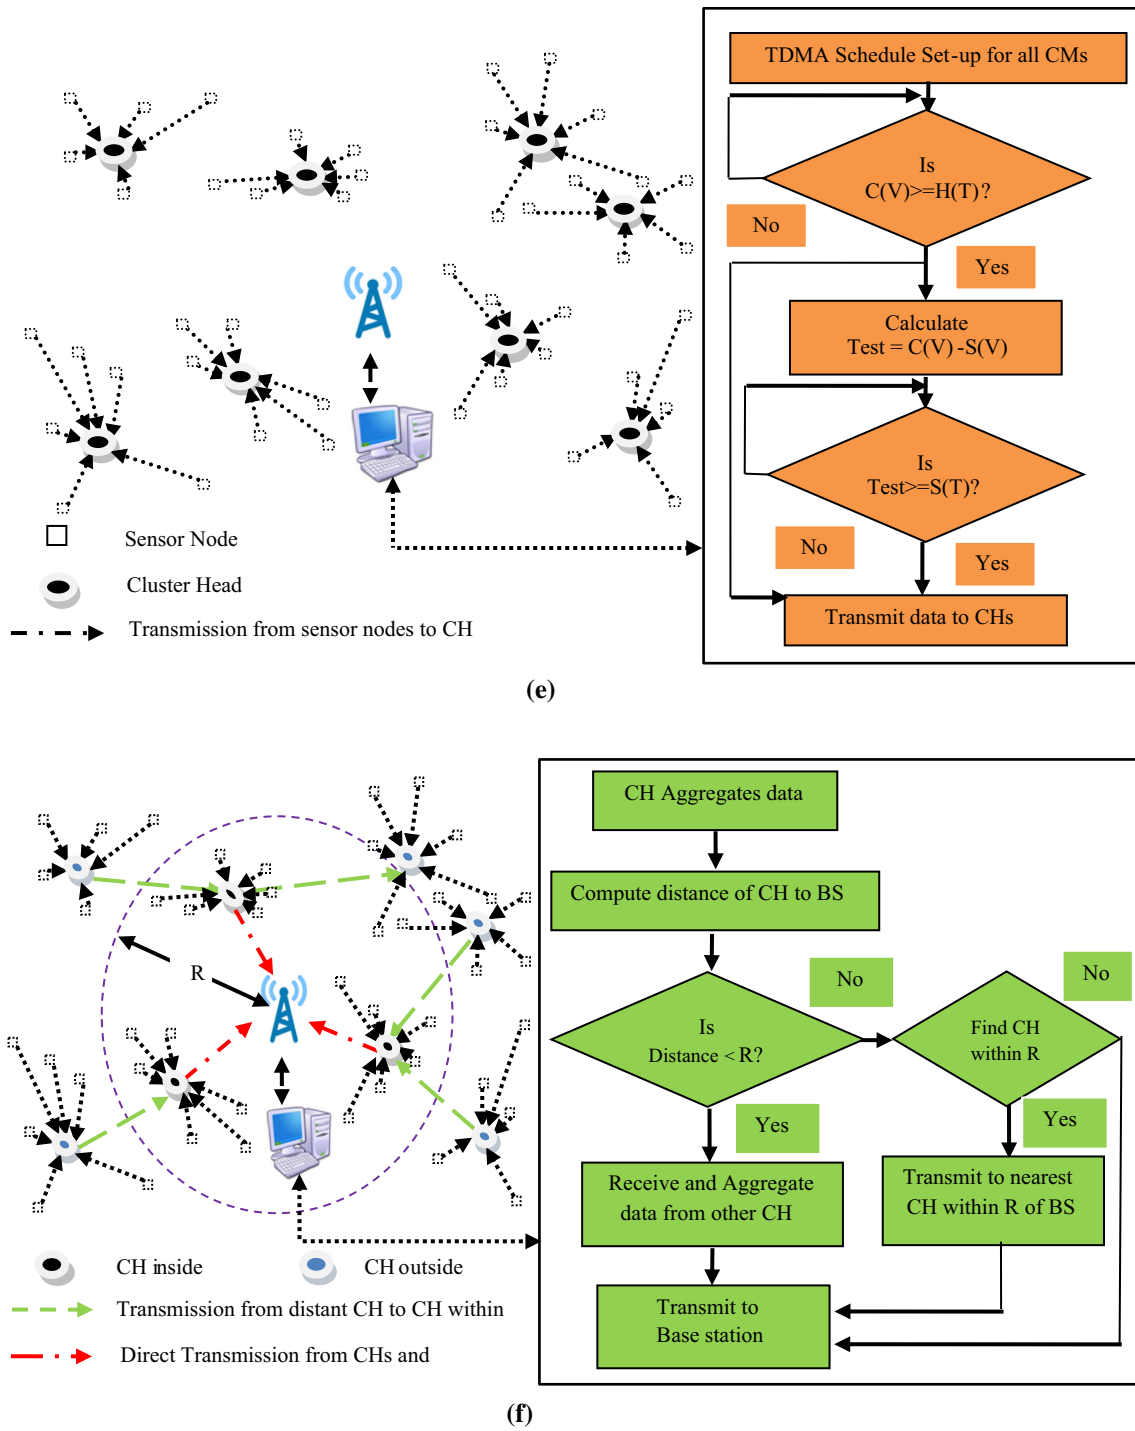 TDMA Schedule Set-up for all CMs
Is
C(V)>=H(T)?
No
Yes
Calculate
Test = C(V) -S(V)
Is
Test>=S(T)?
No
Yes
Transmit data to CHs
Sensor Node
Cluster Head
Transmission from sensor nodes to CH
(e)
CH Aggregates data
Compute distance of CH to BS
No
No
Is
Distance < R?
Find CH
within R
Yes
Yes
Receive and Aggregate
data from other CH
Transmit to nearest
CH within R of BS
Transmit to
Base station
R
CH inside
CH outside
Transmission from distant CH to CH within
Direct Transmission from CHs and
(f)